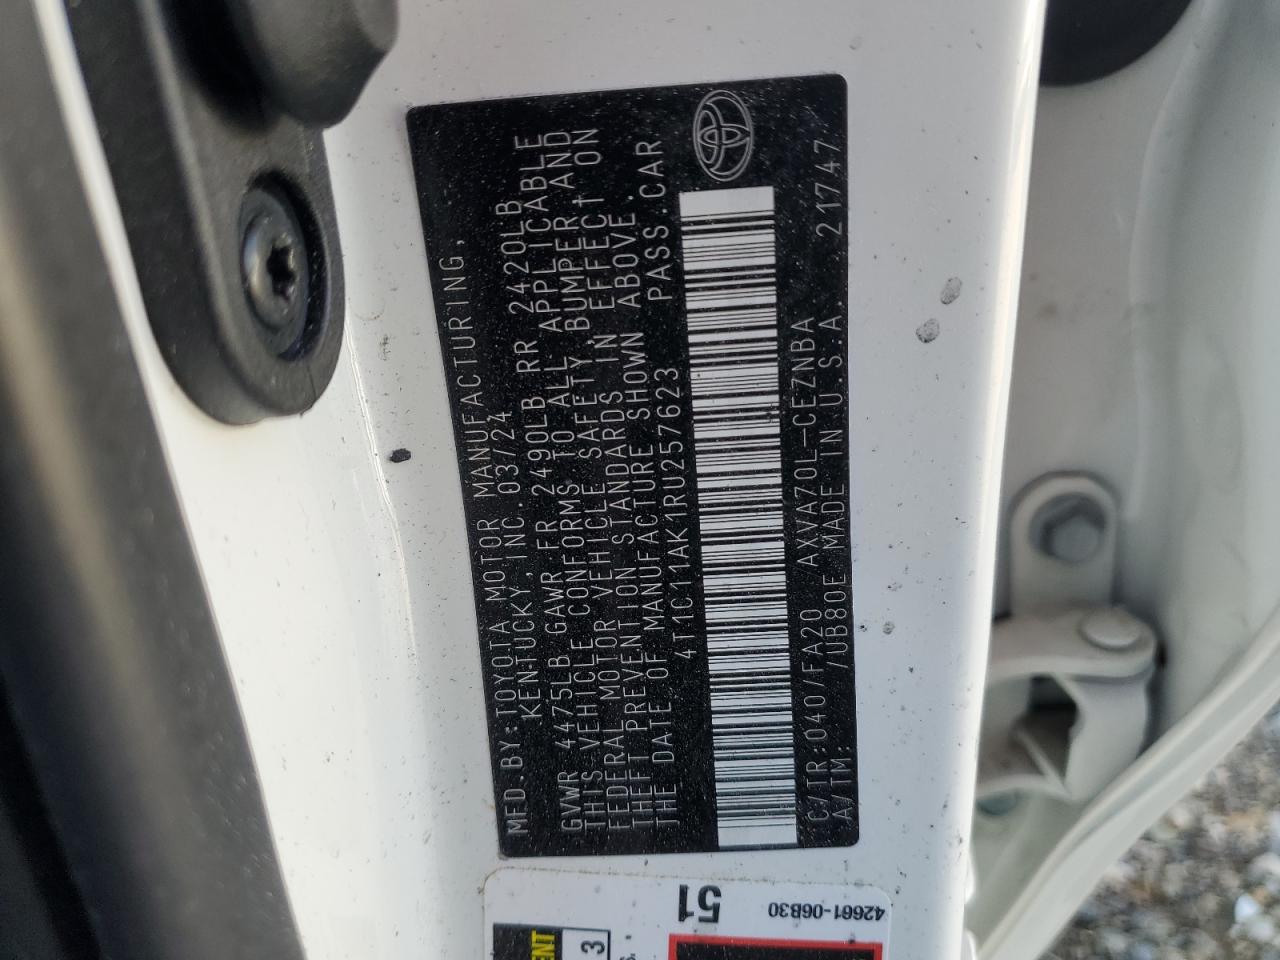 MFD.BY:TOYOTA MOTOR MANUFACTURING,
KENTUCKY, INC. 03/24
GVWR 4475LB GAWR FR 2490LB RR 2420LB
THIS VEHICLE CONFORMS TO ALL APPLICABLE
FEDERAL MOTOR VEHICLE SAFETY, BUMPER AND
THEFT PREVENTION STANDARDS IN EFFECT ON
THE DATE OF MANUFACTURE SHOWN ABOVE.
4T1C11AK1RU257623 PASS.CAR
C/TR:040/FA20 AXVA70L-CEZNBA
A/TM: /UB80E MADE IN U.S.A. 21747
51
42661-06B30
3